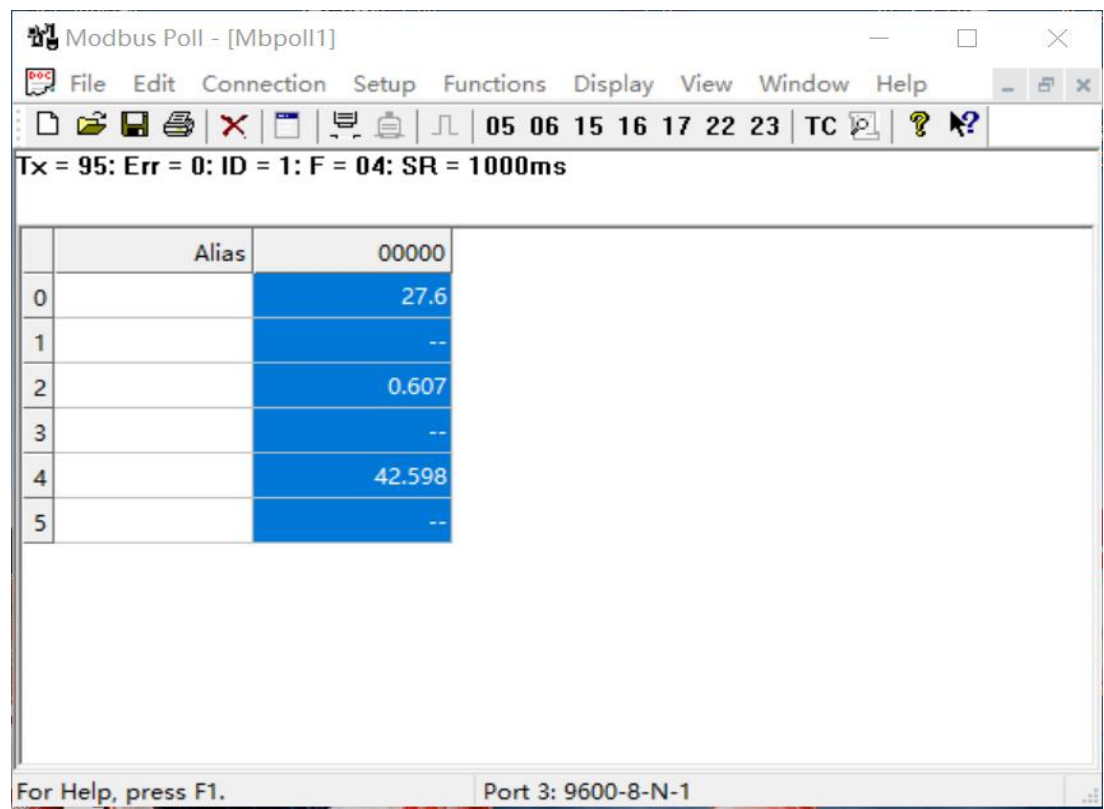 Modbus Poll - [Mbpoll1]
File Edit Connection Setup Functions Display View Window Help
05 06 15 16 17 22 23 TC
Tx = 95: Err = 0: ID = 1: F = 04: SR = 1000ms
Alias 00000
0 27.6
1 --
2 0.607
3 --
4 42.598
5 --
For Help, press F1. Port 3: 9600-8-N-1